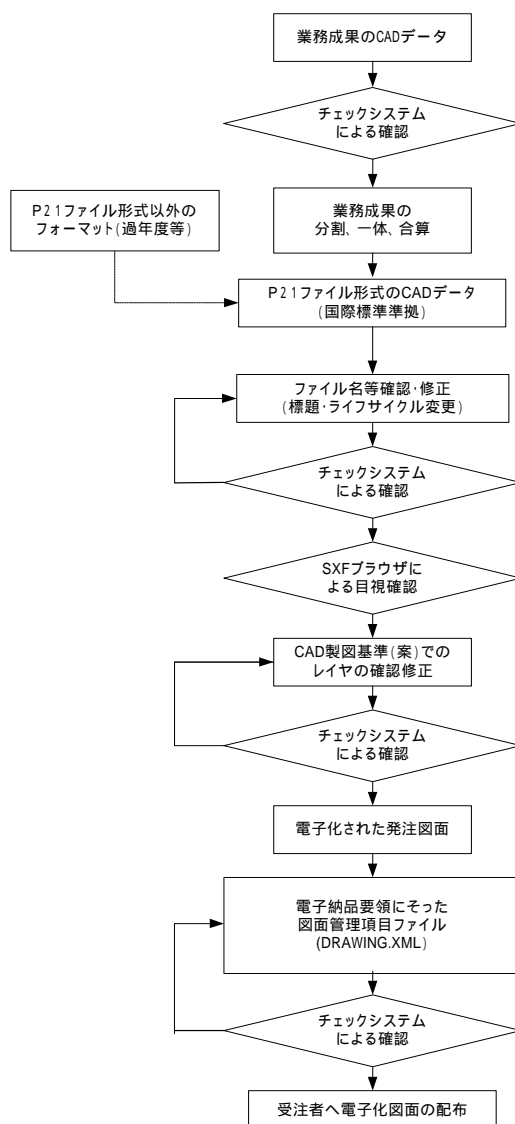 業務成果のCADデータ
チェックシステム
による確認
P21ファイル形式以外の
フォーマット(過年度等)
業務成果の
分割、一体、合算
P21ファイル形式のCADデータ
(国際標準準拠)
ファイル名等確認・修正
(標題・ライフサイクル変更)
チェックシステム
による確認
SXFブラウザに
よる目視確認
CAD製図基準(案)での
レイヤの確認修正
チェックシステム
による確認
電子化された発注図面
電子納品要領にそった
図面管理項目ファイル
(DRAWING.XML)
チェックシステム
による確認
受注者へ電子化図面の配布